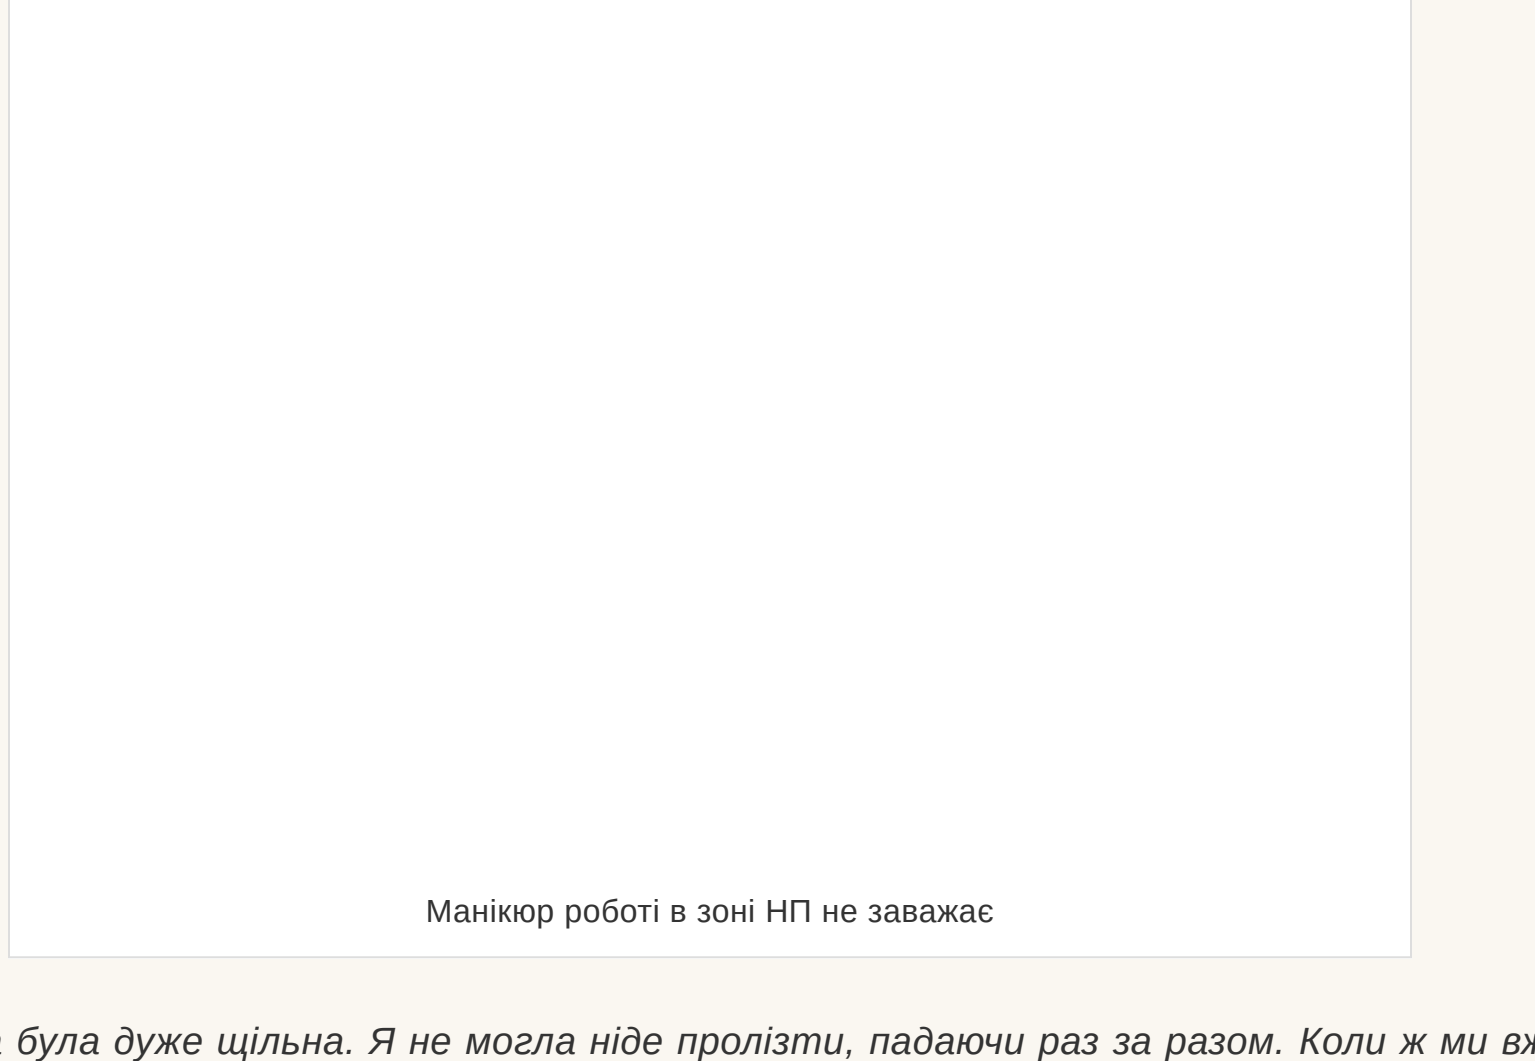 Манікюр роботі в зоні НП не заважає
була дуже щільна. Я не могла ніде пролізти, падаючи раз за разом. Коли ж ми